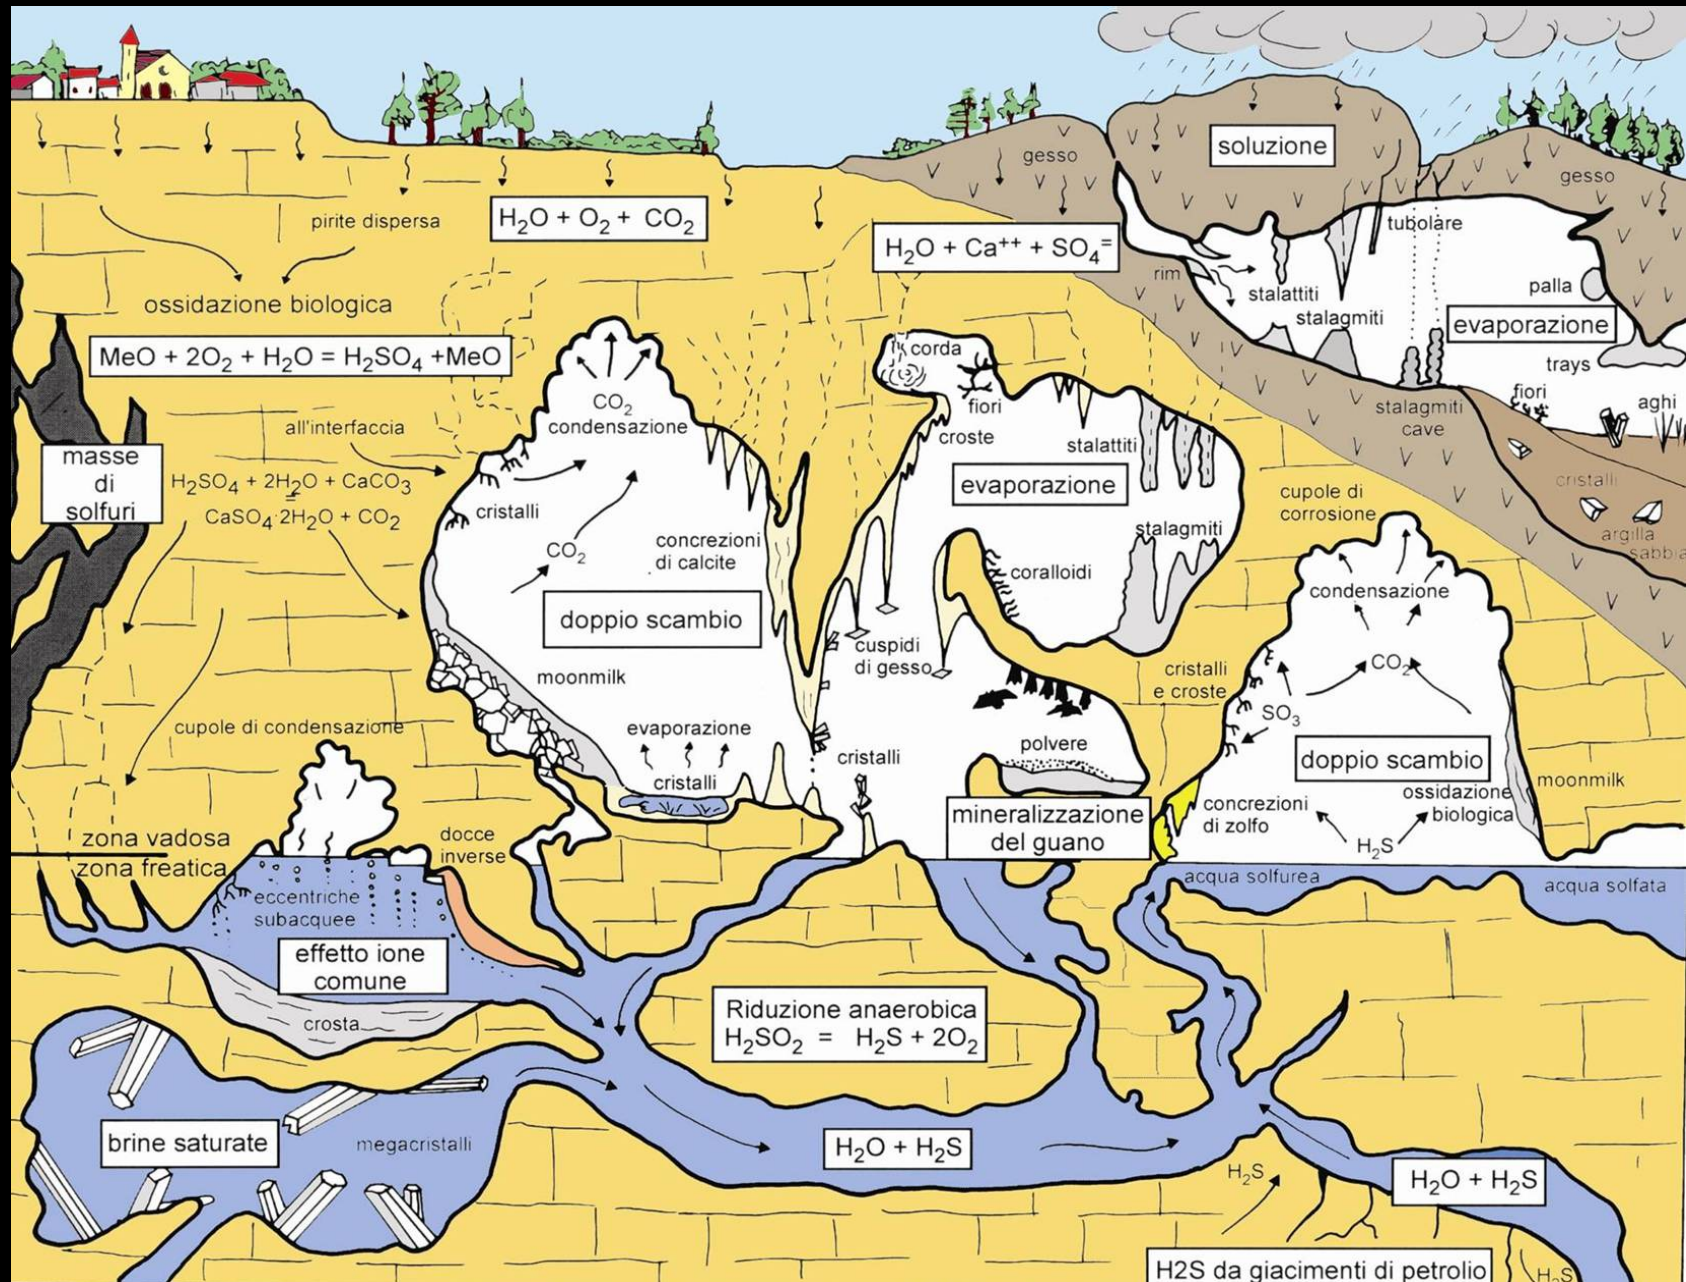 soluzione
gesso
gesso
pirite dispersa
H₂O + O₂ + CO₂
H₂O + Ca⁺⁺ + SO₄⁼
tubolare
rim
stalattiti
palla
ossidazione biologica
stalagmiti
evaporazione
MeO + 2O₂ + H₂O = H₂SO₄ +MeO
corda
trays
CO₂
condensazione
fiori
fiori
aghi
stalagmiti
cave
all'interfaccia
croste
stalattiti
masse
di
solfuri
H₂SO₄ + 2H₂O + CaCO₃
=
CaSO₄·2H₂O + CO₂
evaporazione
cristalli
cupole di
corrosione
cristalli
argilla
sabbia
CO₂
concrezioni
di calcite
stalagmiti
coralloidi
condensazione
doppio scambio
cuspidi
di gesso
moonmilk
cristalli
e croste
CO₂
SO₃
cupole di condensazione
evaporazione
cristalli
cristalli
polvere
doppio scambio
moonmilk
mineralizzazione
del guano
concrezioni
di zolfo
ossidazione
biologica
H₂S
zona vadosa
zona freatica
docce
inverse
acqua solfurea
acqua solfata
eccentriche
subacquee
effetto ione
comune
crosta
Riduzione anaerobica
H₂SO₂ = H₂S + 2O₂
brine saturate
megacristalli
H₂O + H₂S
H₂S
H₂O + H₂S
H2S da giacimenti di petrolio
H₂S